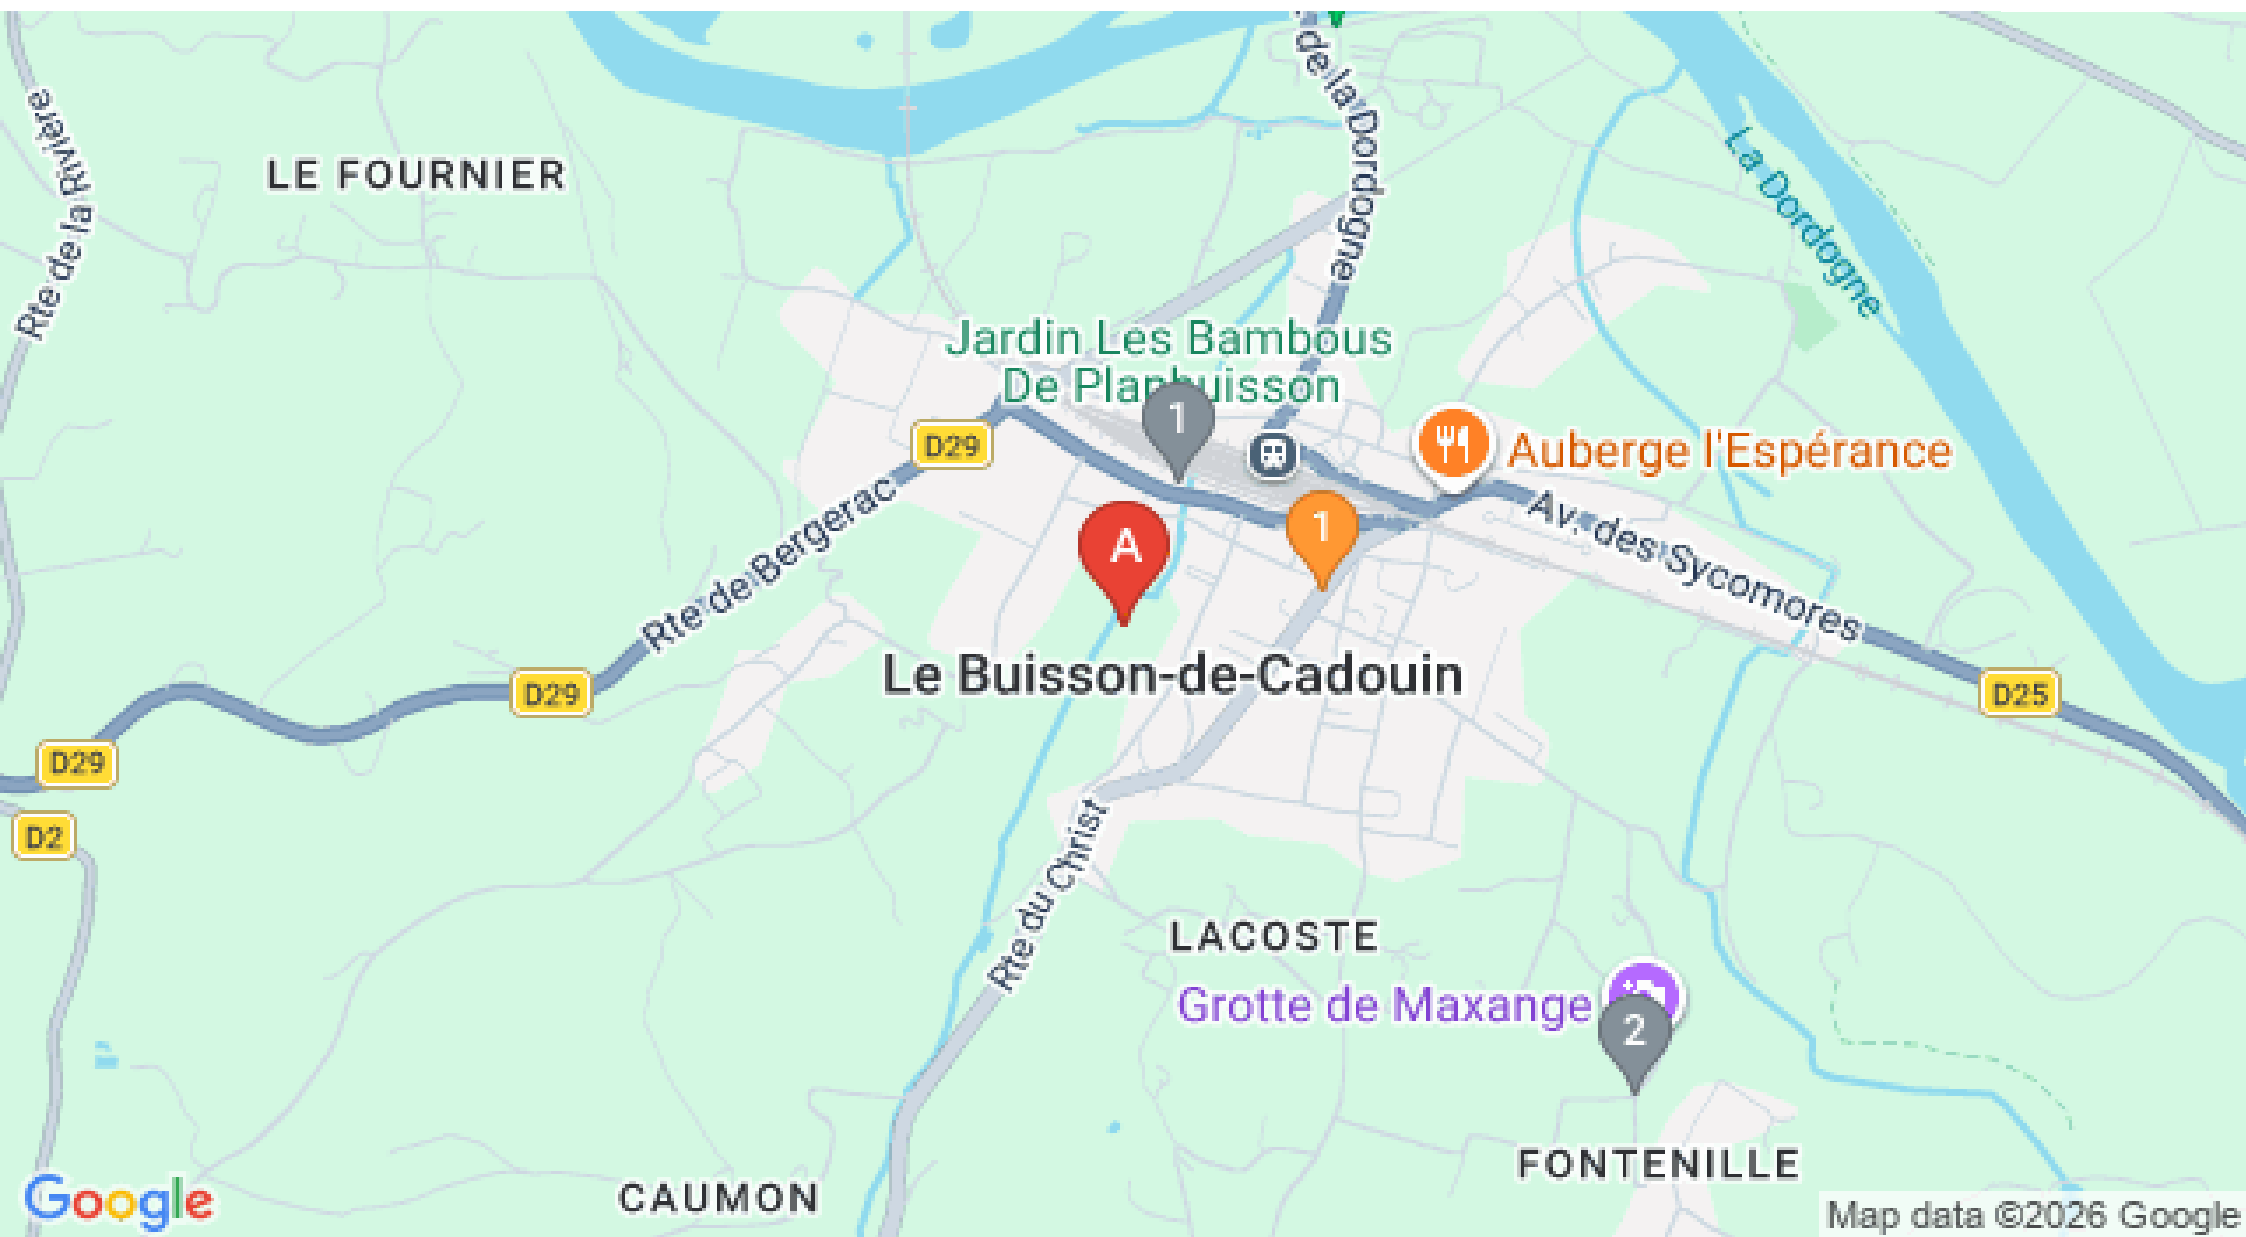 de la Dordogne
Rte de la Rivière
LE FOURNIER
La Dordogne
Jardin Les Bambous
De Planbuisson
1
D29
Auberge l'Espérance
Av. des Sycomores
A
1
Rte de Bergerac
Le Buisson-de-Cadouin
D29
D25
D29
D2
Rte du Christ
LACOSTE
Grotte de Maxange
2
FONTENILLE
CAUMON
Google
Map data ©2026 Google